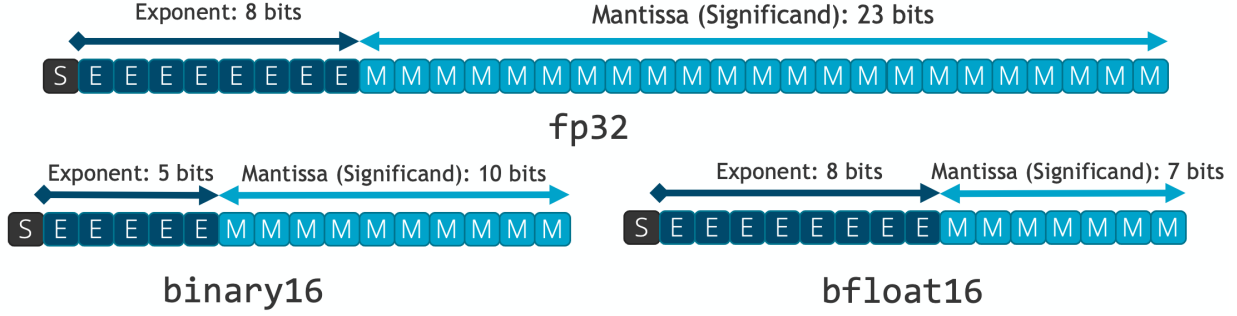 Exponent: 8 bits Mantissa (Significand): 23 bits
S E E E E E E E E M M M M M M M M M M M M M M M M M M M M M M M
fp32
Exponent: 5 bits Mantissa (Significand): 10 bits
S E E E E E M M M M M M M M M M
binary16
Exponent: 8 bits Mantissa (Significand): 7 bits
S E E E E E E E E M M M M M M M
bfloat16